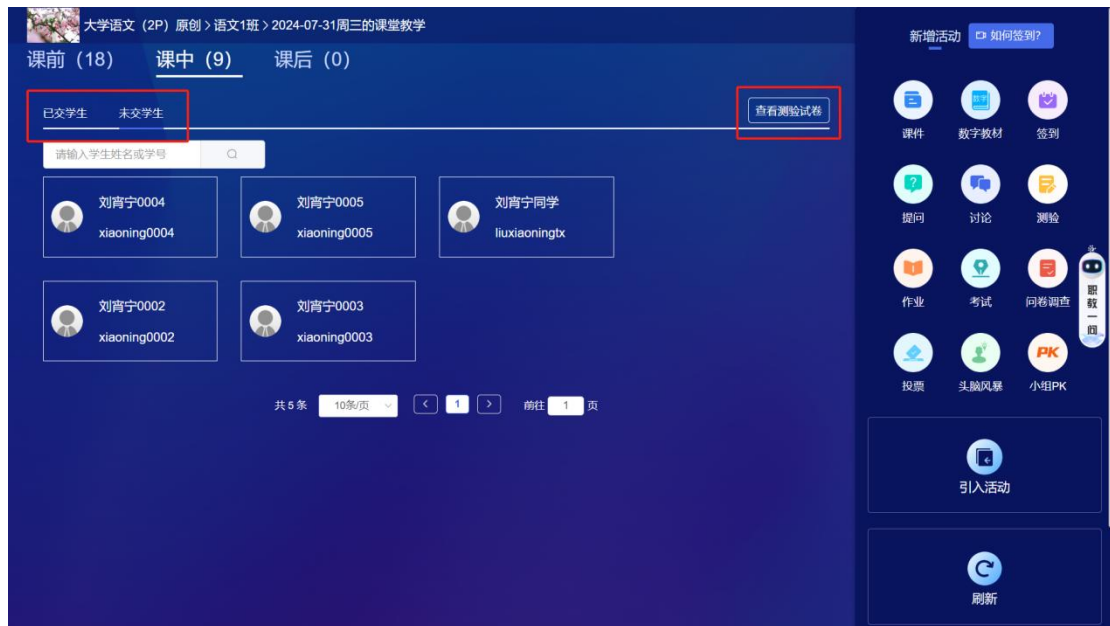 大学语文（2P）原创 > 语文1班 > 2024-07-31周三的课堂教学
课前（18） 课中（9） 课后（0）
已交学生 未交学生 查看测验试卷
请输入学生姓名或学号
刘宵宁0004
xiaoning0004
刘宵宁0005
xiaoning0005
刘宵宁同学
liuxiaoningtx
刘宵宁0002
xiaoning0002
刘宵宁0003
xiaoning0003
共 5 条 10条/页 < 1 > 前往 1 页
新增活动 如何签到?
课件 数字教材 签到
提问 讨论 测验
作业 考试 问卷调查
投票 头脑风暴 小组PK
引入活动
刷新
职教一问
数字
PK